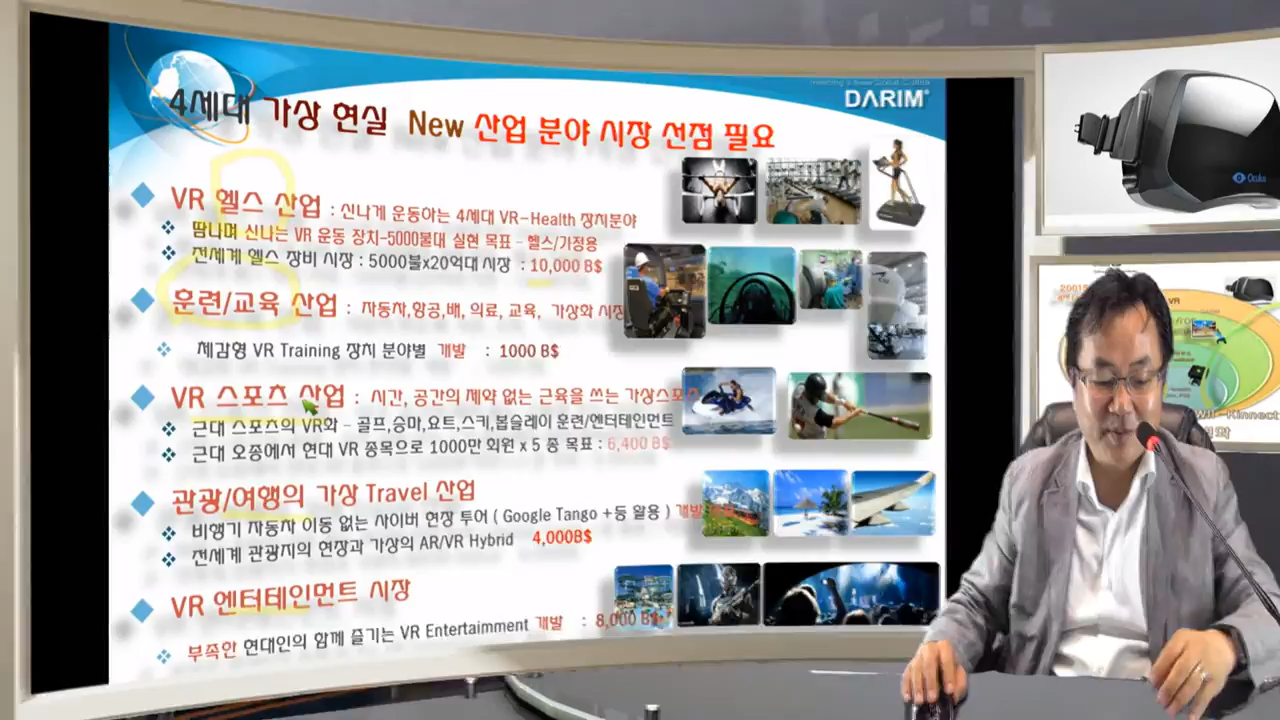 DARIM
4세대 가상 현실 New 산업 분야 시장 선점 필요
VR 헬스 산업 : 신나게 운동하는 4세대 VR-Health 장치분야
땀나며 신나는 VR 운동 장치-5000불대 실현 목표 - 헬스/가정용
전세계 헬스 장비 시장 : 5000불x20억대 시장 : 10,000 B$
훈련/교육 산업 : 자동차,항공,배, 의료, 교육, 가상화 시장
체감형 VR Training 장치 분야별 개발 : 1000 B$
VR 스포츠 산업 : 시간, 공간의 제약 없는 근육을 쓰는 가상스포츠
근대 스포츠의 VR화 - 골프,승마,요트,스키,봅슬레이 훈련/엔터테인먼트
근대 오종에서 현대 VR 종목으로 1000만 회원 x 5 종 목표 : 6,400 B$
관광/여행의 가상 Travel 산업
비행기 자동차 이동 없는 사이버 현장 투어 ( Google Tango +등 활용 ) 개발
전세계 관광지의 현장과 가상의 AR/VR Hybrid 4,000B$
VR 엔터테인먼트 시장
부족한 현대인의 함께 즐기는 VR Entertaimment 개발 : 8,000 B$
Oculus
VR
Wii-Kinnect